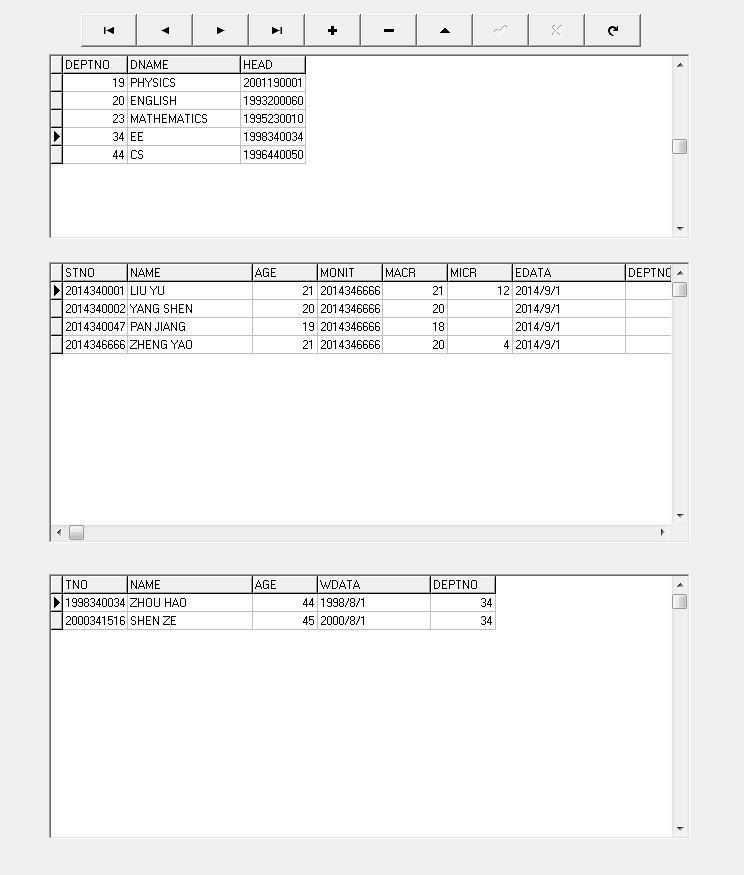 DEPTNO DNAME HEAD
19 PHYSICS 2001190001
20 ENGLISH 1993200060
23 MATHEMATICS 1995230010
34 EE 1998340034
44 CS 1996440050
STNO NAME AGE MONIT MACR MICR EDATA DEPTNO
2014340001 LIU YU 21 2014346666 21 12 2014/9/1
2014340002 YANG SHEN 20 2014346666 20 2014/9/1
2014340047 PAN JIANG 19 2014346666 18 2014/9/1
2014346666 ZHENG YAO 21 2014346666 20 4 2014/9/1
TNO NAME AGE WDATA DEPTNO
1998340034 ZHOU HAO 44 1998/8/1 34
2000341516 SHEN ZE 45 2000/8/1 34